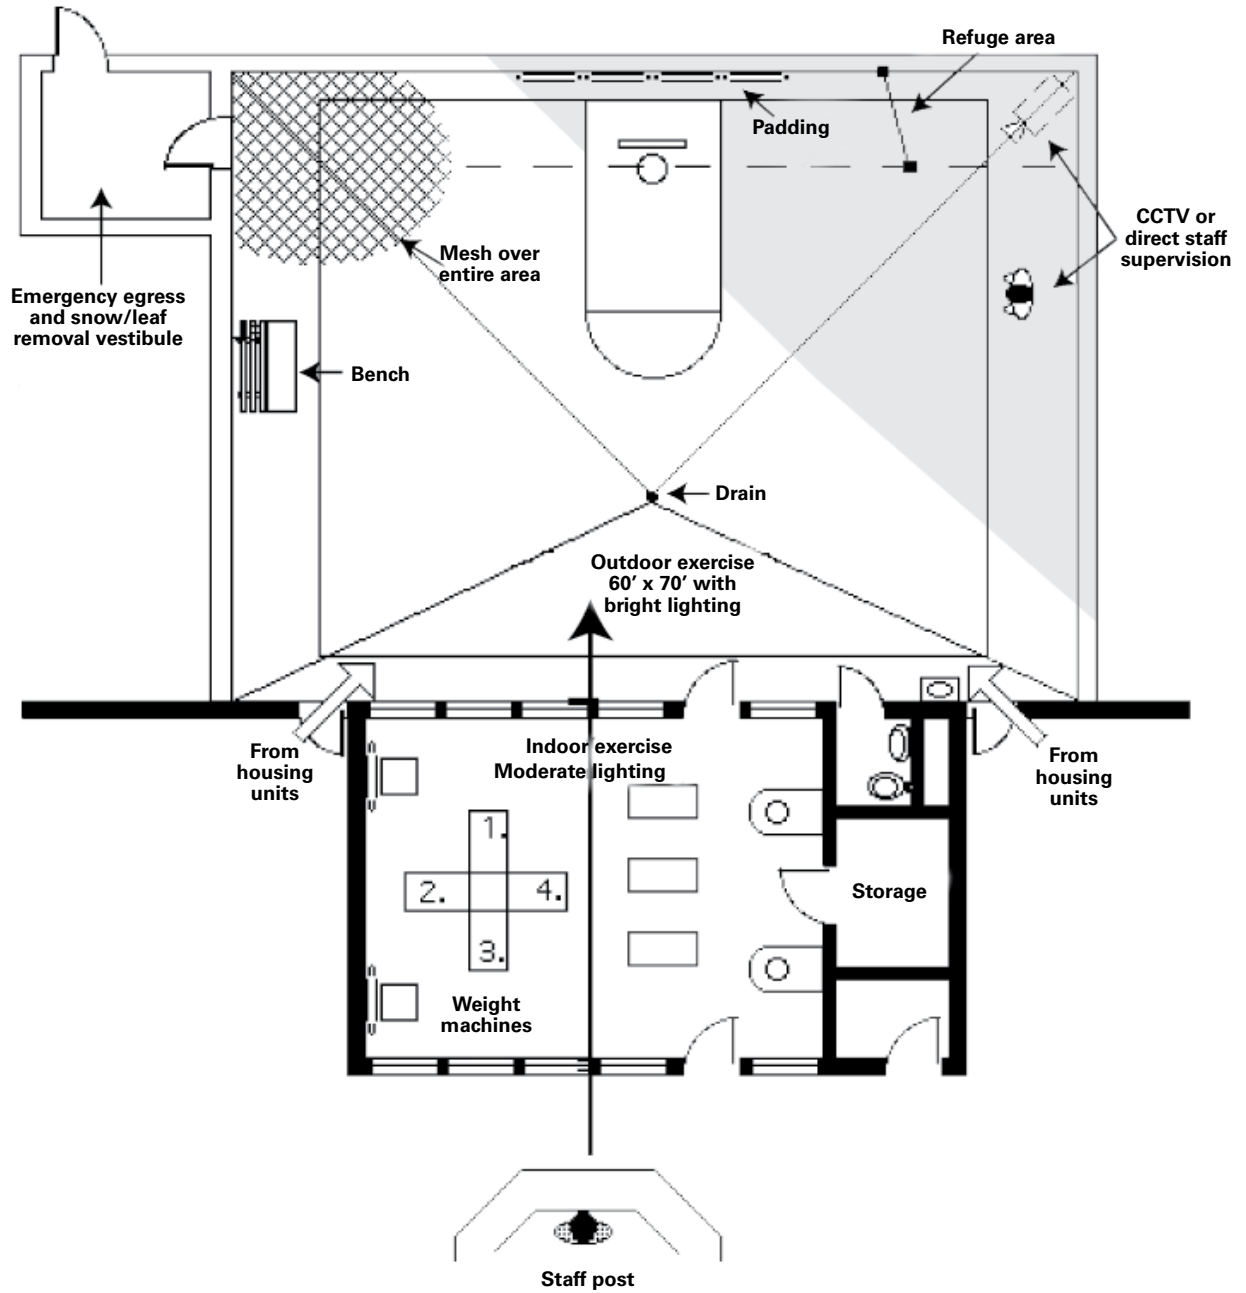 Refuge area
Padding
CCTV or
direct staff
supervision
Mesh over
entire area
Emergency egress
and snow/leaf
removal vestibule
Bench
Drain
Outdoor exercise
60’ x 70’ with
bright lighting
From
housing
units
Indoor exercise
Moderate lighting
From
housing
units
1.
2.
4.
3.
Storage
Weight
machines
Staff post